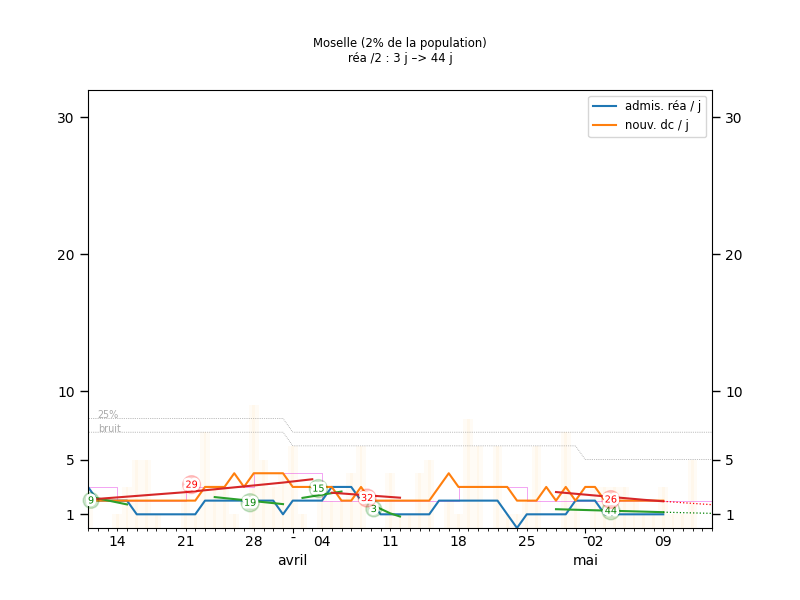 Moselle (2% de la population)
réa /2 : 3 j –> 44 j
admis. réa / j
nouv. dc / j
30 30
20 20
10 10
25%
bruit
5 5
29
15
32
26
9
19
3
44
1 1
14 21 28 04 11 18 25 02 09
avril mai